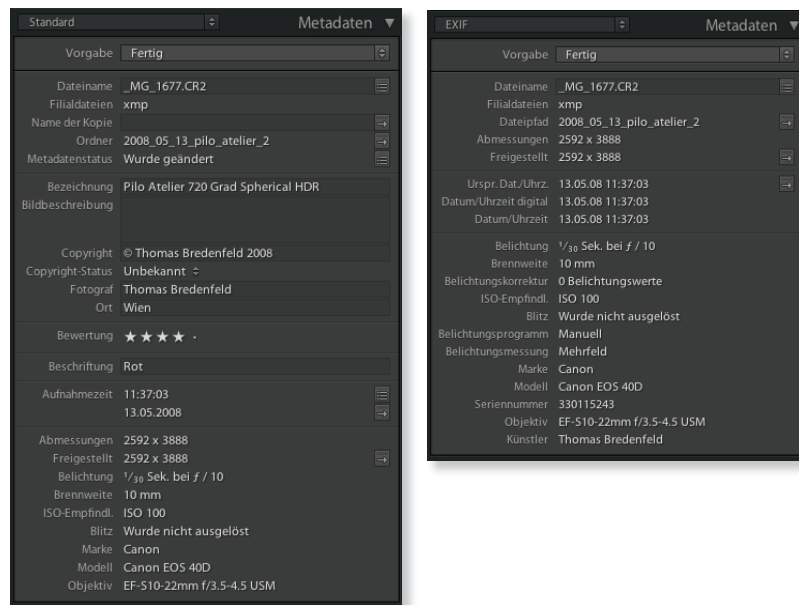 Standard Metadaten
Vorgabe Fertig
Dateiname _MG_1677.CR2
Filialdateien xmp
Name der Kopie
Ordner 2008_05_13_pilo_atelier_2
Metadatenstatus Wurde geändert
Bezeichnung Pilo Atelier 720 Grad Spherical HDR
Bildbeschreibung
Copyright © Thomas Bredenfeld 2008
Copyright-Status Unbekannt
Fotograf Thomas Bredenfeld
Ort Wien
Bewertung ★ ★ ★ ★ ·
Beschriftung Rot
Aufnahmezeit 11:37:03
13.05.2008
Abmessungen 2592 x 3888
Freigestellt 2592 x 3888
Belichtung 1/30 Sek. bei ƒ / 10
Brennweite 10 mm
ISO-Empfindl. ISO 100
Blitz Wurde nicht ausgelöst
Marke Canon
Modell Canon EOS 40D
Objektiv EF-S10-22mm f/3.5-4.5 USM
EXIF Metadaten
Vorgabe Fertig
Dateiname _MG_1677.CR2
Filialdateien xmp
Dateipfad 2008_05_13_pilo_atelier_2
Abmessungen 2592 x 3888
Freigestellt 2592 x 3888
Urspr. Dat./Uhrz. 13.05.08 11:37:03
Datum/Uhrzeit digital 13.05.08 11:37:03
Datum/Uhrzeit 13.05.08 11:37:03
Belichtung 1/30 Sek. bei ƒ / 10
Brennweite 10 mm
Belichtungskorrektur 0 Belichtungswerte
ISO-Empfindl. ISO 100
Blitz Wurde nicht ausgelöst
Belichtungsprogramm Manuell
Belichtungsmessung Mehrfeld
Marke Canon
Modell Canon EOS 40D
Seriennummer 330115243
Objektiv EF-S10-22mm f/3.5-4.5 USM
Künstler Thomas Bredenfeld